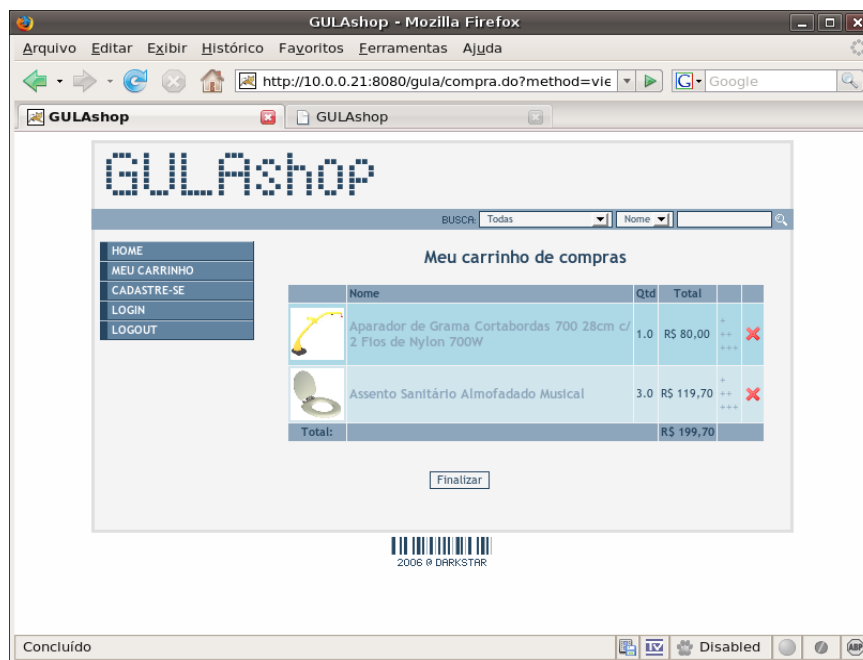 GULAshop - Mozilla Firefox
Arquivo Editar Exibir Histórico Favoritos Ferramentas Ajuda
http://10.0.0.21:8080/gula/compra.do?method=vie G Google
GULAshop GULAshop
GULAshop
BUSCA: Todas Nome
HOME
MEU CARRINHO
CADASTRE-SE
LOGIN
LOGOUT
Meu carrinho de compras
Nome Qtd Total
Aparador de Grama Cortabordas 700 28cm c/
2 Fios de Nylon 700W
1.0 R$ 80,00
+
++
+++
Assento Sanitário Almofadado Musical 3.0 R$ 119,70
+
++
+++
Total: R$ 199,70
Finalizar
2006 @ DARKSTAR
Concluído TV Disabled ABP